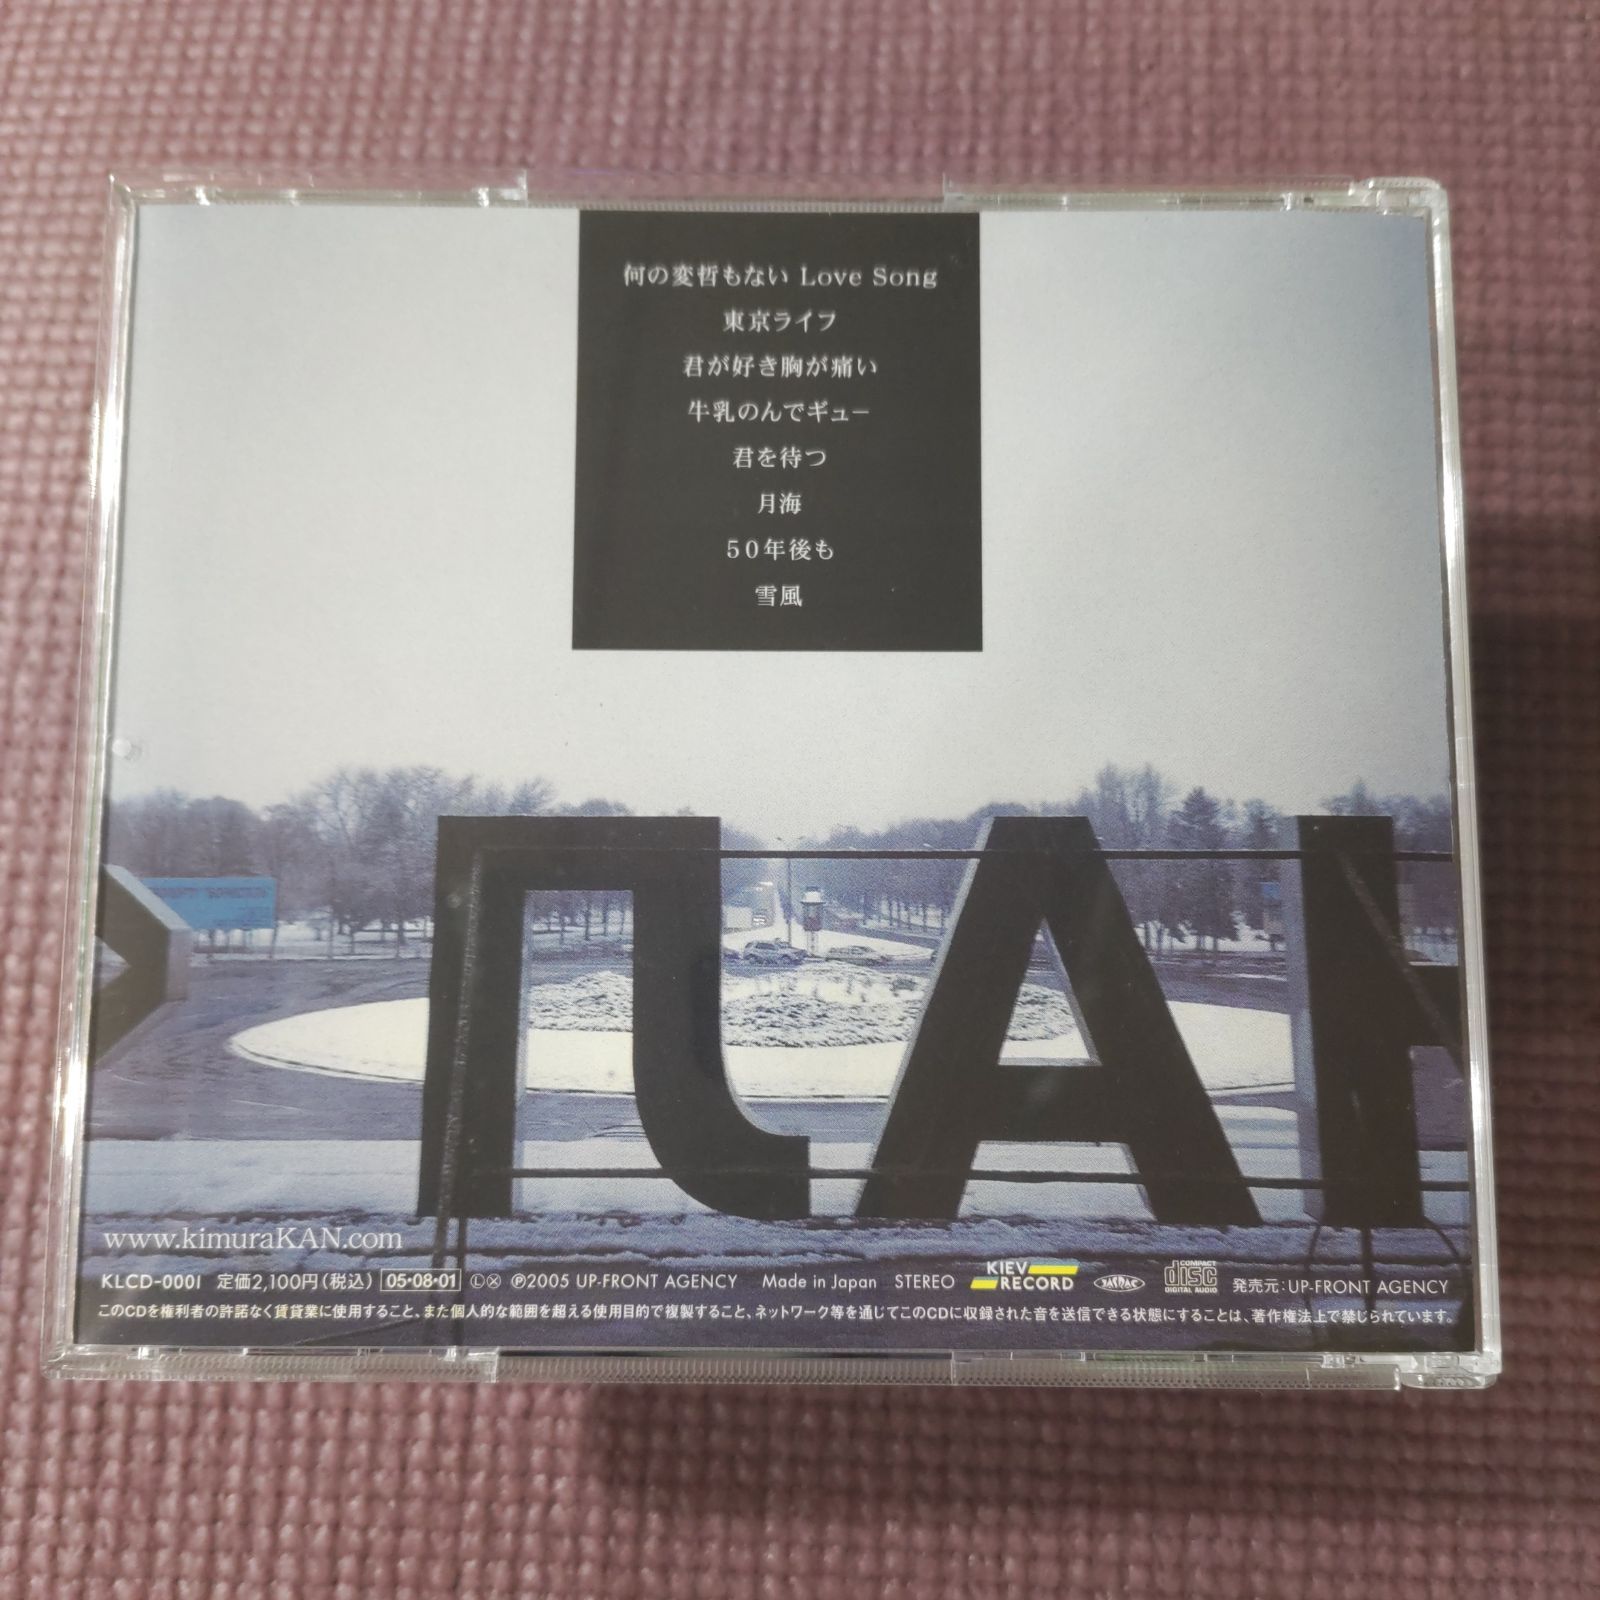 何の変哲もない Love Song
東京ライフ
君が好き胸が痛い
牛乳のんでギュー
君を待つ
月海
50年後も
雪風
www.kimuraKAN.com
KLCD-0001 定価2,100円(税込) 05・08・01 Ⓛⓧ ℗2005 UP-FRONT AGENCY Made in Japan STEREO KIEV RECORD JASRAC COMPACT disc DIGITAL AUDIO 発売元:UP-FRONT AGENCY
このCDを権利者の許諾なく賃貸業に使用すること、また個人的な範囲を超える使用目的で複製すること、ネットワーク等を通じてこのCDに収録された音を送信できる状態にすることは、著作権法上で禁じられています。